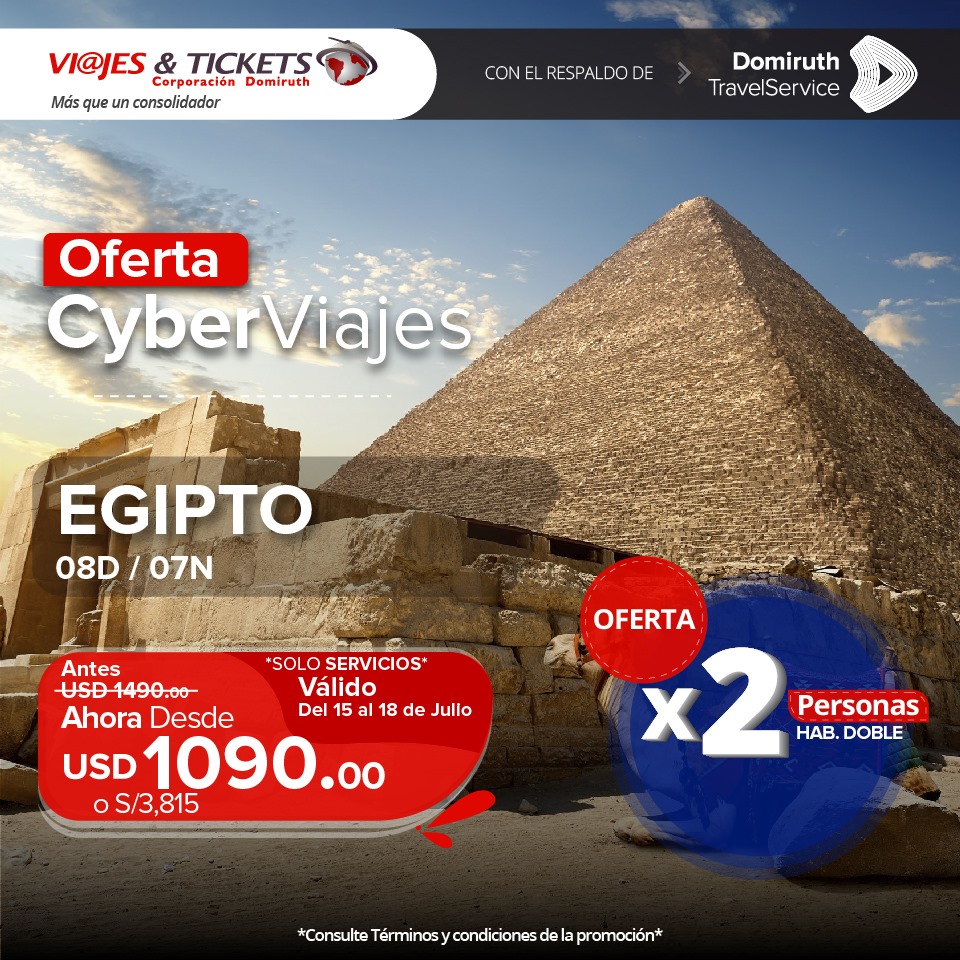 VI@JES & TICKETS
Corporación Domiruth
Más que un consolidador
CON EL RESPALDO DE
Domiruth
TravelService
Oferta
CyberViajes
EGIPTO
08D / 07N
Antes
USD 1490.00
Ahora Desde
USD 1090.00
o S/3,815
*SOLO SERVICIOS*
Válido
Del 15 al 18 de Julio
OFERTA
x2
Personas
HAB. DOBLE
*Consulte Términos y condiciones de la promoción*